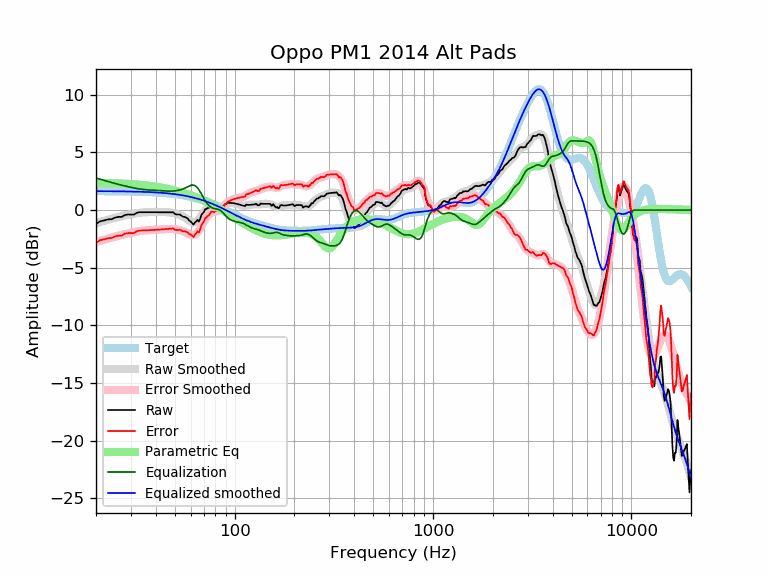 Oppo PM1 2014 Alt Pads
10
5
0
−5
−10
−15
−20
−25
Amplitude (dBr)
Target
Raw Smoothed
Error Smoothed
Raw
Error
Parametric Eq
Equalization
Equalized smoothed
100
1000
10000
Frequency (Hz)